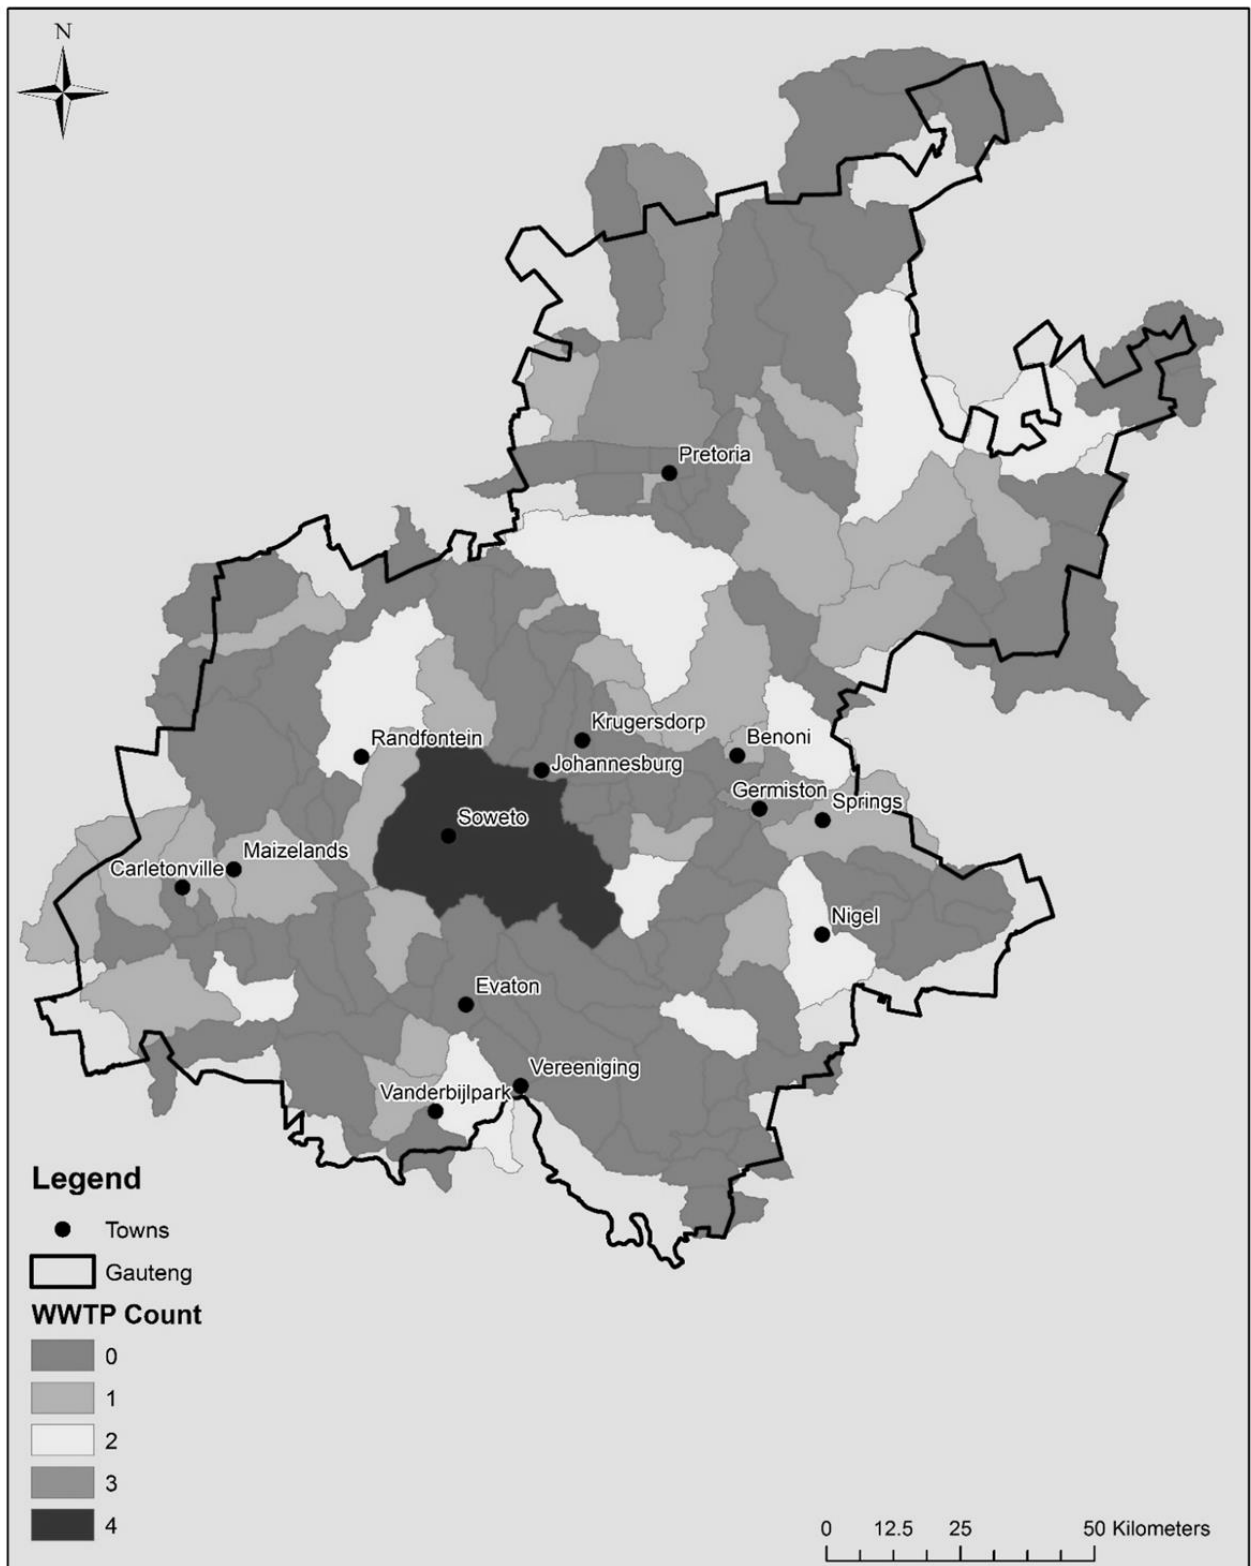 N
Pretoria
Krugersdorp
Randfontein
Benoni
Johannesburg
Germiston
Springs
Soweto
Maizelands
Carletonville
Nigel
Evaton
Vereeniging
Vanderbijlpark
Legend
Towns
Gauteng
WWTP Count
0
1
2
3
4
0 12.5 25 50 Kilometers